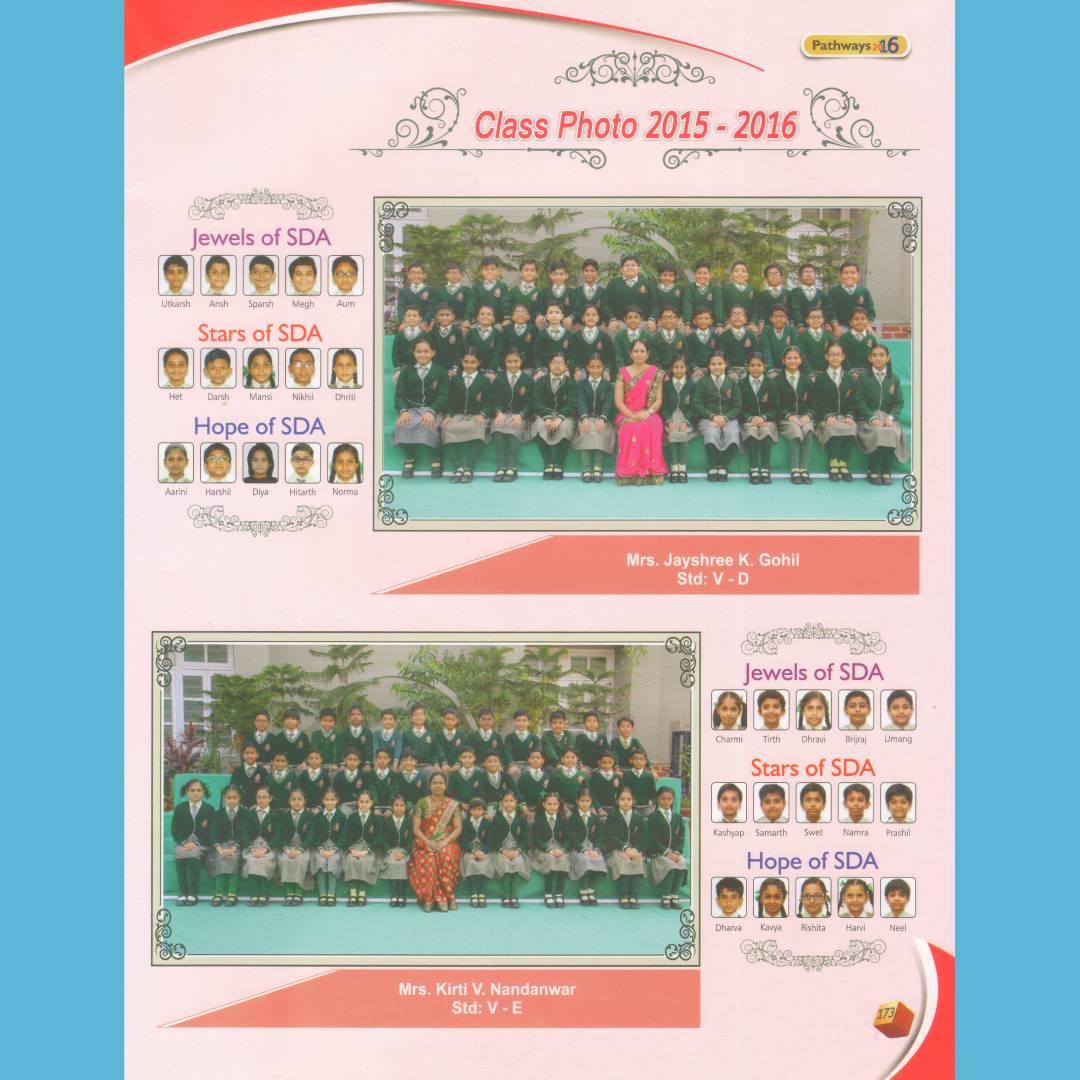 Pathways 2016
Class Photo 2015 - 2016
Jewels of SDA
Utkarsh Ansh Sparsh Megh Aum
Stars of SDA
Het Darsh Mansi Nikhil Dhriti
Hope of SDA
Aarini Harshil Diya Hitarth Norma
Mrs. Jayshree K. Gohil
Std: V - D
Jewels of SDA
Charmi Tirth Dhravi Brijraj Umang
Stars of SDA
Kashyap Samarth Swet Namra Prashil
Hope of SDA
Dharva Kavya Rishita Harvi Neel
Mrs. Kirti V. Nandanwar
Std: V - E
173